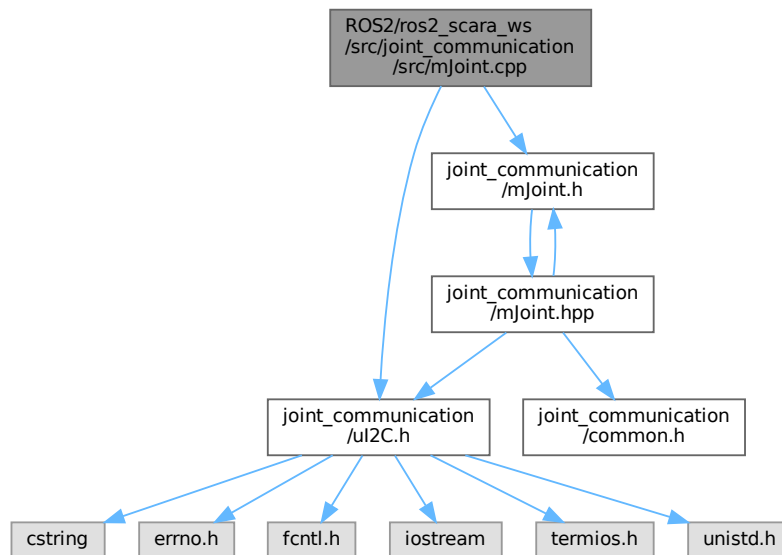 ROS2/ros2_scara_ws
/src/joint_communication
/src/mJoint.cpp
joint_communication
/mJoint.h
joint_communication
/mJoint.hpp
joint_communication
/uI2C.h
joint_communication
/common.h
cstring
errno.h
fcntl.h
iostream
termios.h
unistd.h